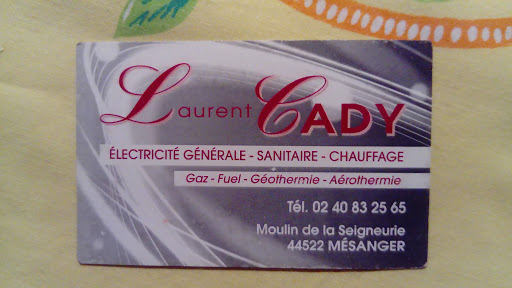 Laurent CADY
ÉLECTRICITÉ GÉNÉRALE - SANITAIRE - CHAUFFAGE
Gaz - Fuel - Géothermie - Aérothermie
Tél. 02 40 83 25 65
Moulin de la Seigneurie
44522 MÉSANGER